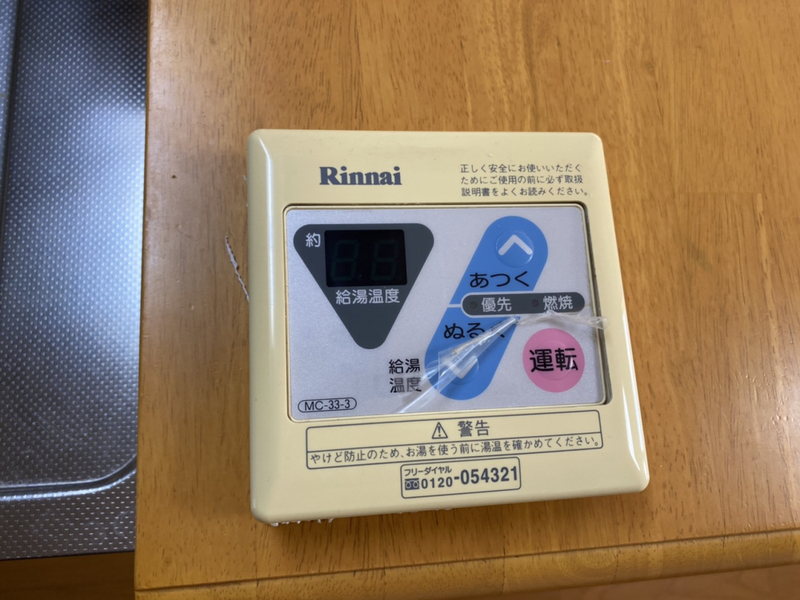 Rinnai
正しく安全にお使いいただく
ためにご使用の前に必ず取扱
説明書をよくお読みください。
約
給湯温度
あつく
優先 燃焼
ぬるく
給湯
温度
運転
MC-33-3
警告
やけど防止のため、お湯を使う前に湯温を確かめてください。
フリーダイヤル
0120-054321